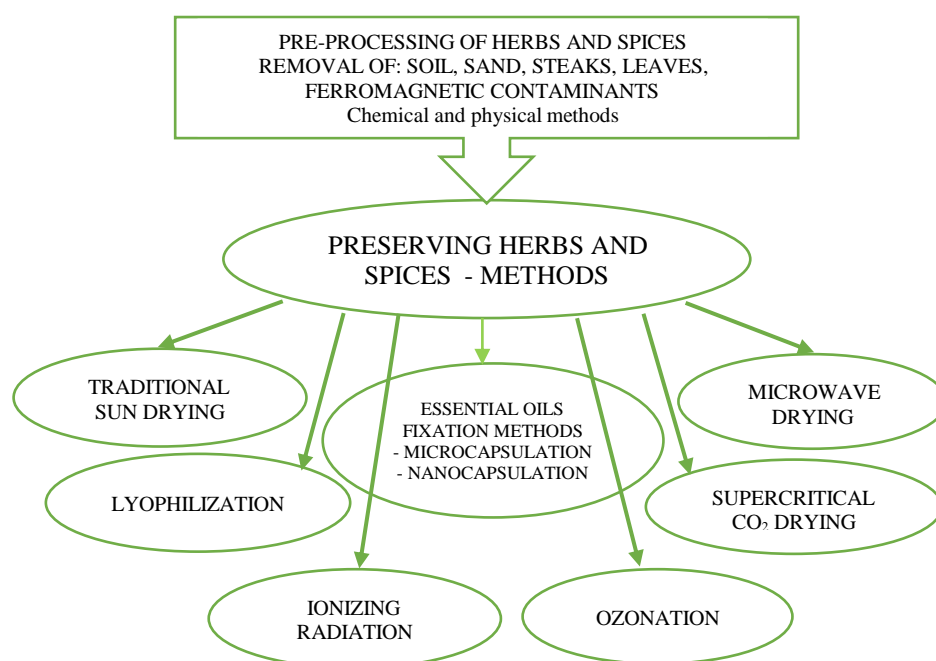 PRE-PROCESSING OF HERBS AND SPICES
REMOVAL OF: SOIL, SAND, STEAKS, LEAVES,
FERROMAGNETIC CONTAMINANTS
Chemical and physical methods
PRESERVING HERBS AND
SPICES - METHODS
TRADITIONAL
SUN DRYING
ESSENTIAL OILS
FIXATION METHODS
- MICROCAPSULATION
- NANOCAPSULATION
MICROWAVE
DRYING
LYOPHILIZATION
SUPERCRITICAL
CO₂ DRYING
IONIZING
RADIATION
OZONATION